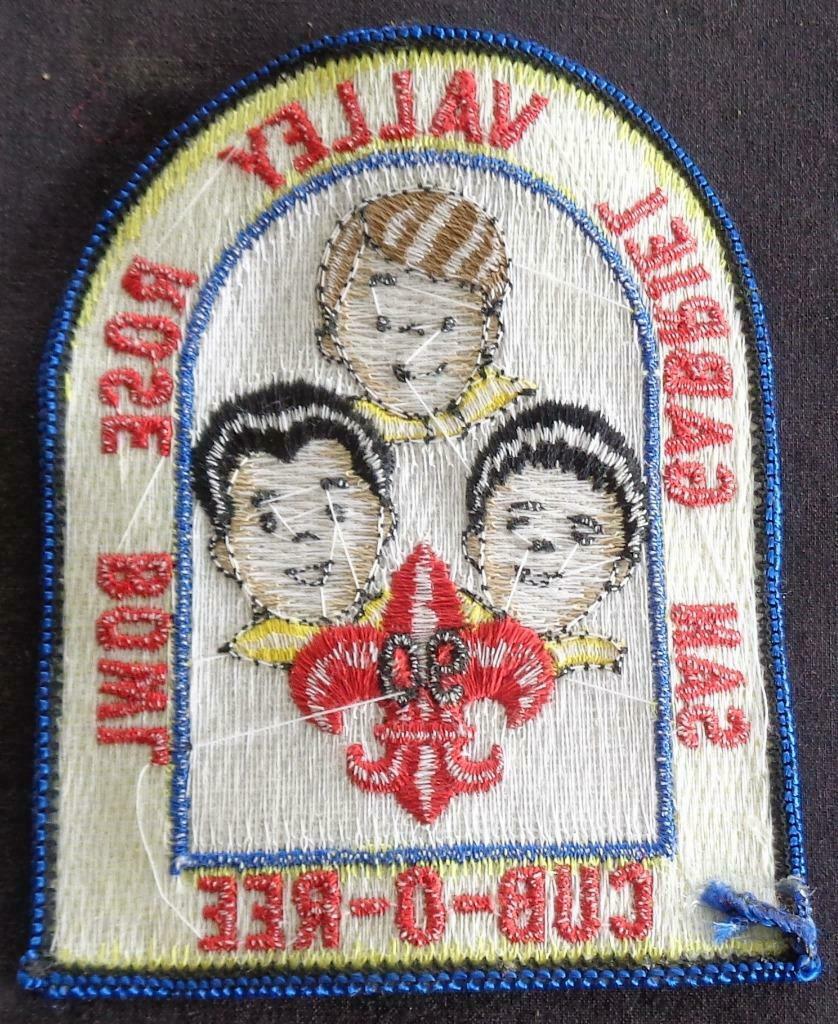 SAN GABRIEL
VALLEY
ROSE BOWL
CUB-O-REE